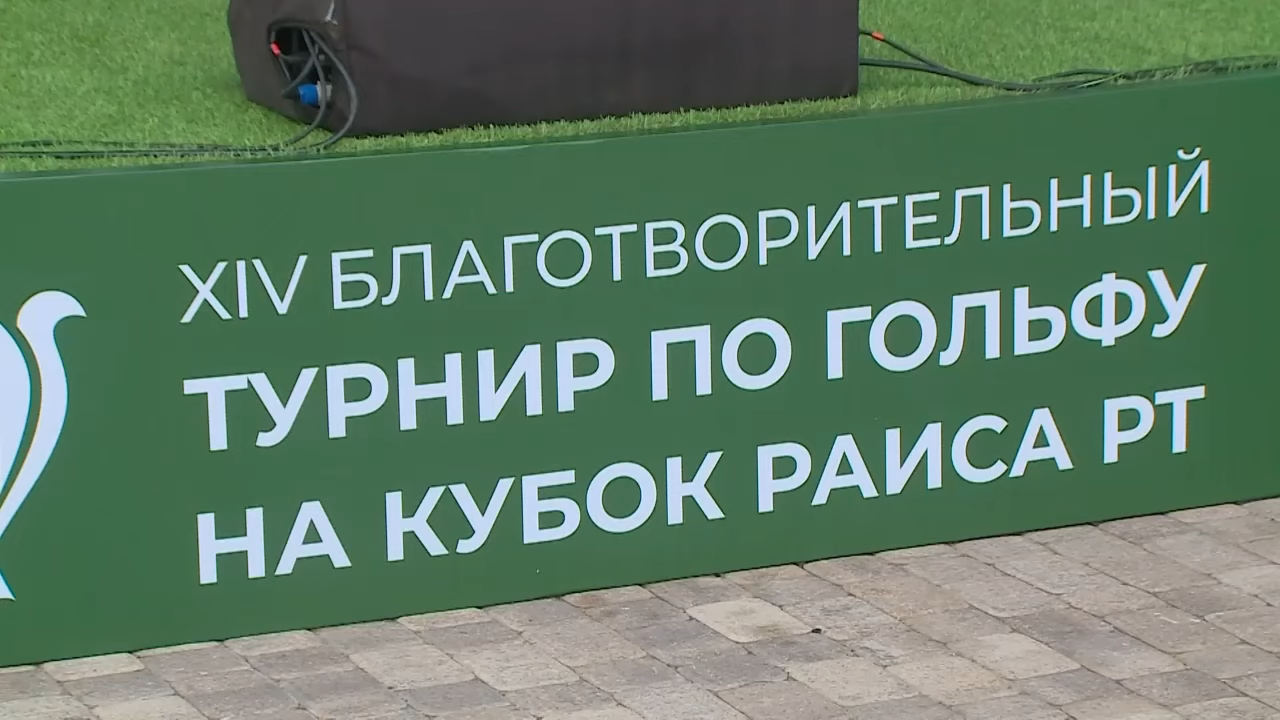 XIV БЛАГОТВОРИТЕЛЬНЫЙ
ТУРНИР ПО ГОЛЬФУ
НА КУБОК РАИСА РТ